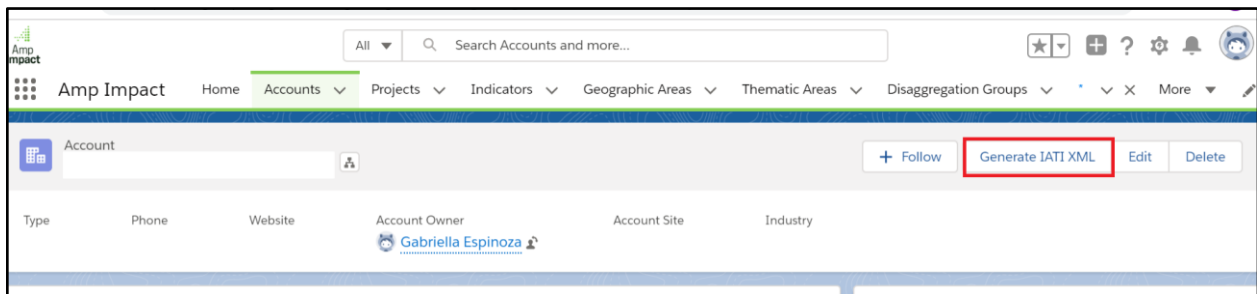 Amp
mpact
All
Search Accounts and more...
Amp Impact Home Accounts Projects Indicators Geographic Areas Thematic Areas Disaggregation Groups * More
Account
+ Follow Generate IATI XML Edit Delete
Type Phone Website Account Owner Account Site Industry
Gabriella Espinoza